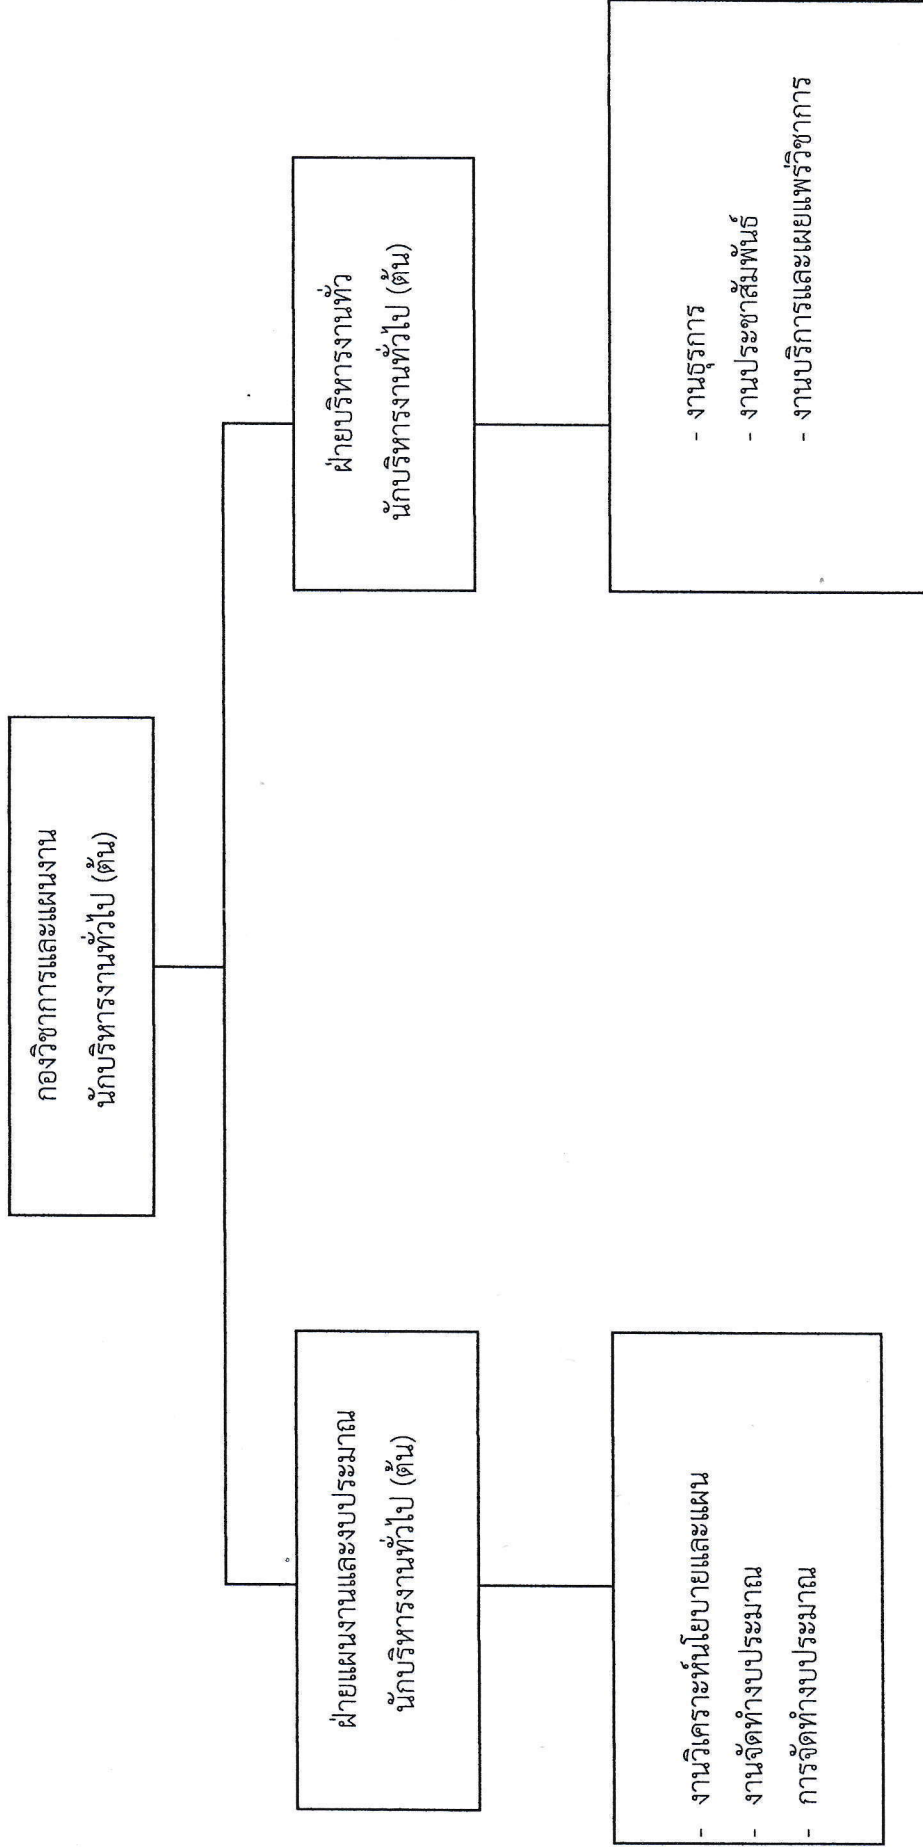 กองวิชาการและแผนงาน
นักบริหารงานทั่วไป (ต้น)
ฝ่ายแผนงานและงบประมาณ
นักบริหารงานทั่วไป (ต้น)
ฝ่ายบริหารงานทั่ว
นักบริหารงานทั่วไป (ต้น)
- งานวิเคราะห์นโยบายและแผน
- งานจัดทำงบประมาณ
- การจัดทำงบประมาณ
- งานธุรการ
- งานประชาสัมพันธ์
- งานบริการและเผยแพร่วิชาการ